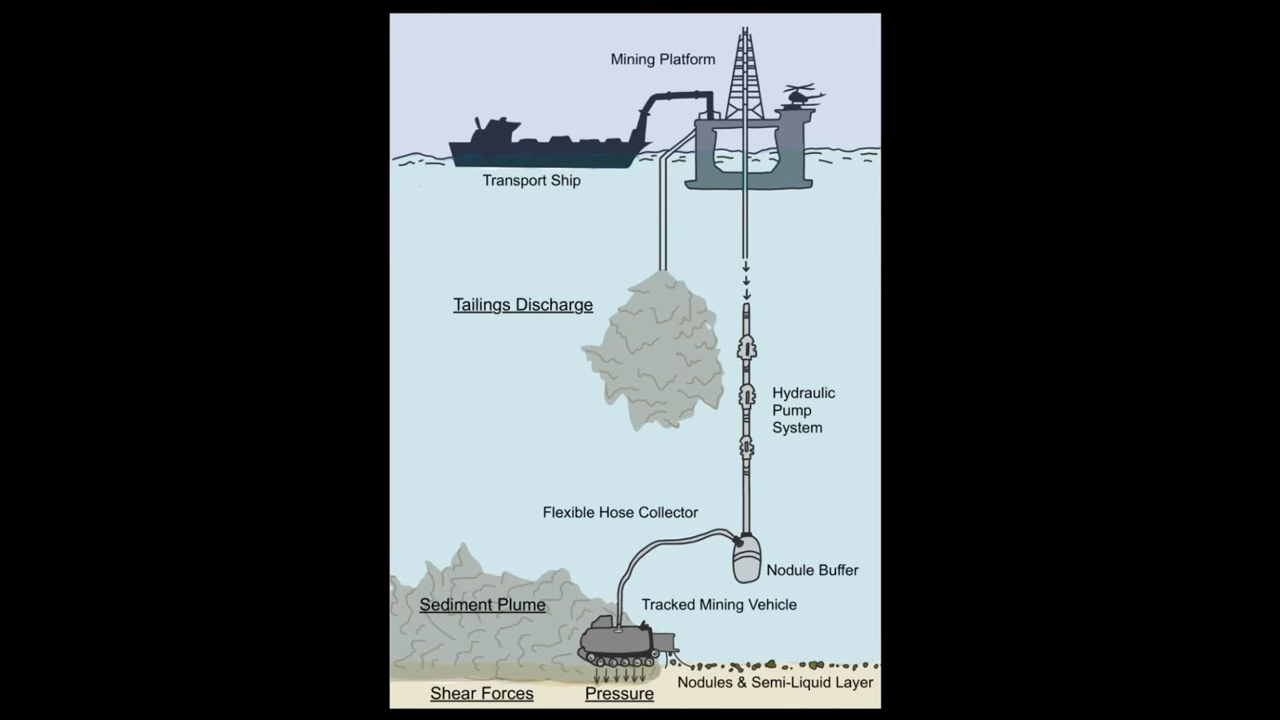 Mining Platform
Transport Ship
Tailings Discharge
Hydraulic
Pump
System
Flexible Hose Collector
Nodule Buffer
Sediment Plume
Tracked Mining Vehicle
Nodules & Semi-Liquid Layer
Shear Forces
Pressure